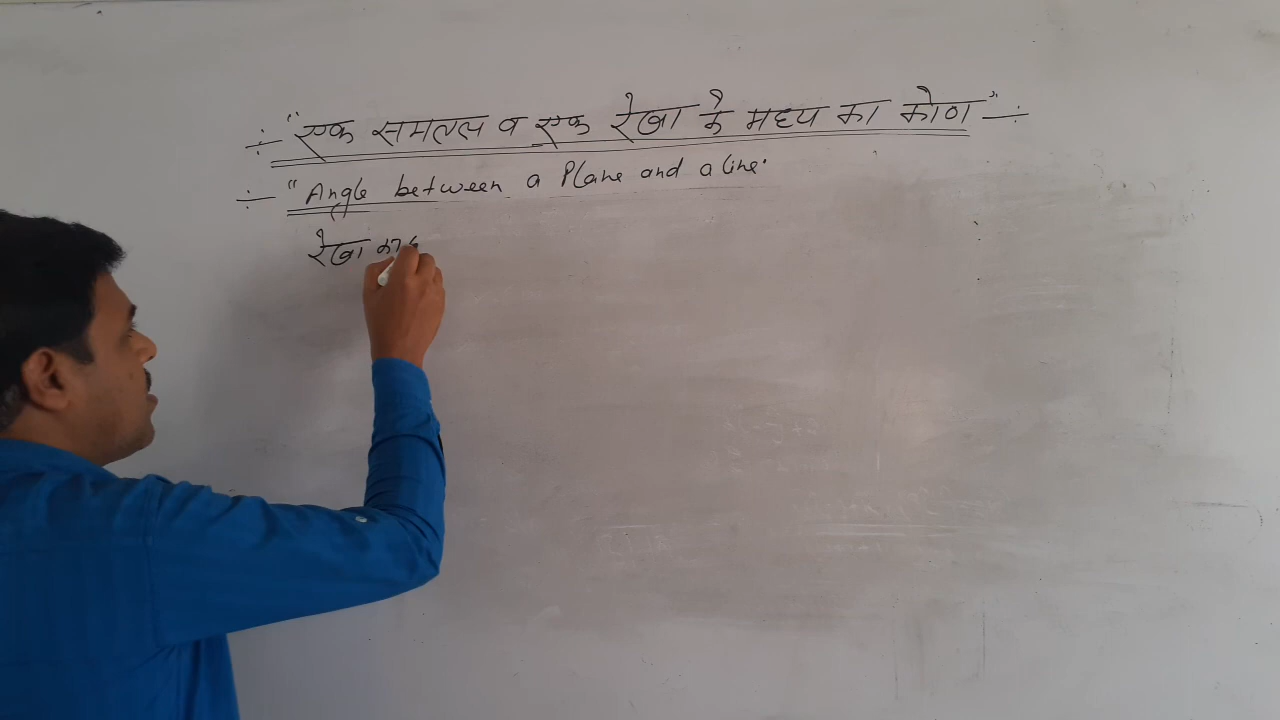 ÷ "एक समतल व एक रेखा के मध्य का कोण" ÷
÷ "Angle between a Plane and a line.
रेखा का